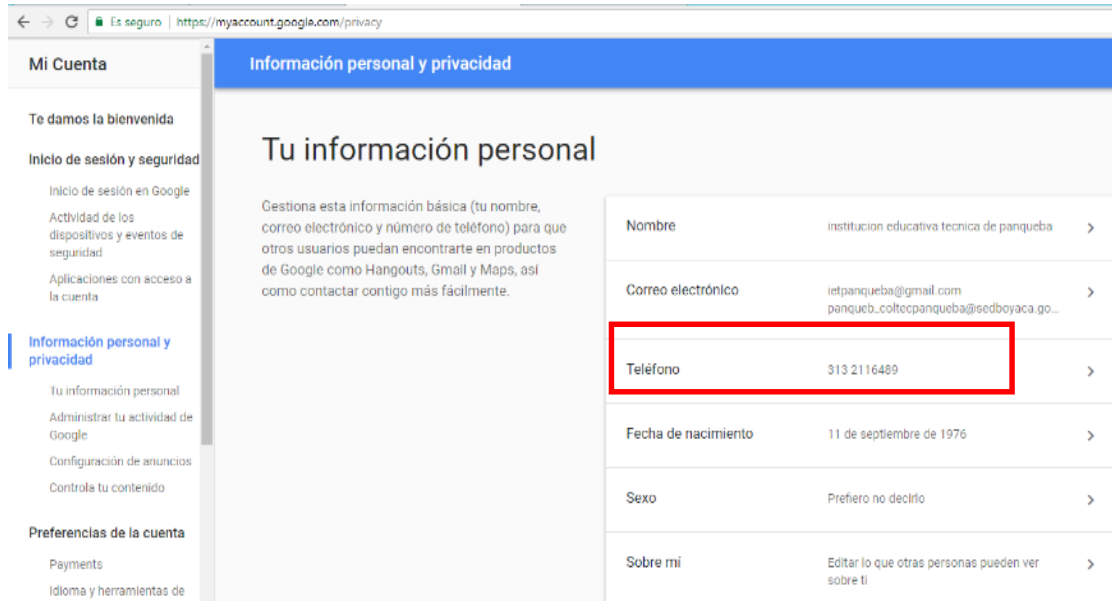 Es seguro | https://myaccount.google.com/privacy
Mi Cuenta
Información personal y privacidad
Te damos la bienvenida
Inicio de sesión y seguridad
Inicio de sesión en Google
Actividad de los
dispositivos y eventos de
seguridad
Aplicaciones con acceso a
la cuenta
Información personal y
privacidad
Tu información personal
Administrar tu actividad de
Google
Configuración de anuncios
Controla tu contenido
Preferencias de la cuenta
Payments
Idioma y herramientas de
Tu información personal
Gestiona esta información básica (tu nombre,
correo electrónico y número de teléfono) para que
otros usuarios puedan encontrarte en productos
de Google como Hangouts, Gmail y Maps, así
como contactar contigo más fácilmente.
Nombre institucion educativa tecnica de panqueba
Correo electrónico ietpanqueba@gmail.com
panqueb_coltecpanqueba@sedboyaca.go...
Teléfono 313 2116489
Fecha de nacimiento 11 de septiembre de 1976
Sexo Prefiero no decirlo
Sobre mí Editar lo que otras personas pueden ver
sobre ti